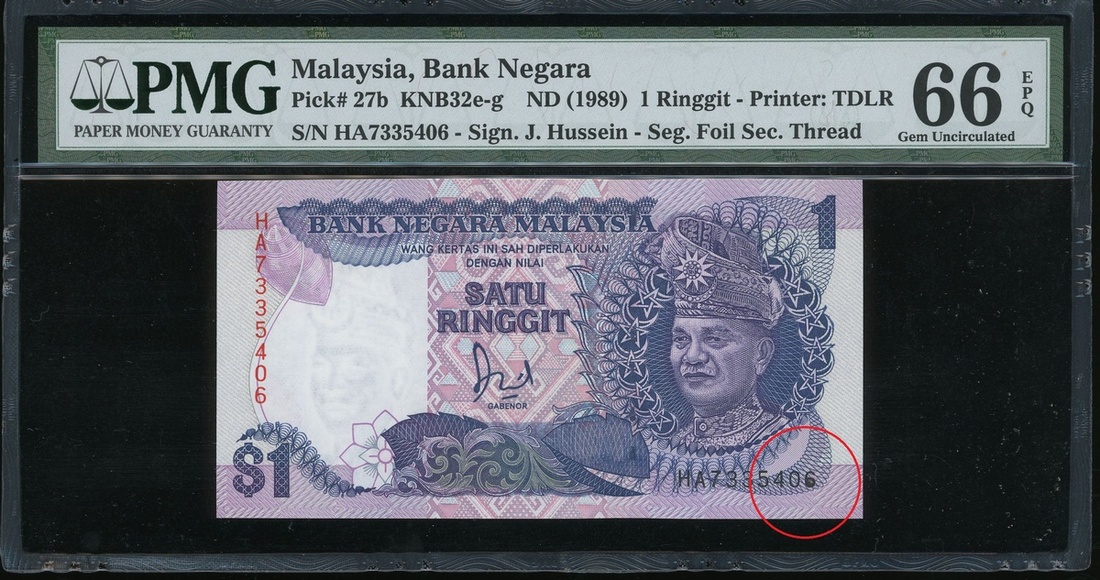 PMG
PAPER MONEY GUARANTY
Malaysia, Bank Negara
Pick# 27b KNB32e-g ND (1989) 1 Ringgit - Printer: TDLR
S/N HA7335406 - Sign. J. Hussein - Seg. Foil Sec. Thread
66 EPQ
Gem Uncirculated
HA7335406
BANK NEGARA MALAYSIA
1
WANG KERTAS INI SAH DIPERLAKUKAN
DENGAN NILAI
SATU
RINGGIT
GABENOR
$1
HA7335406